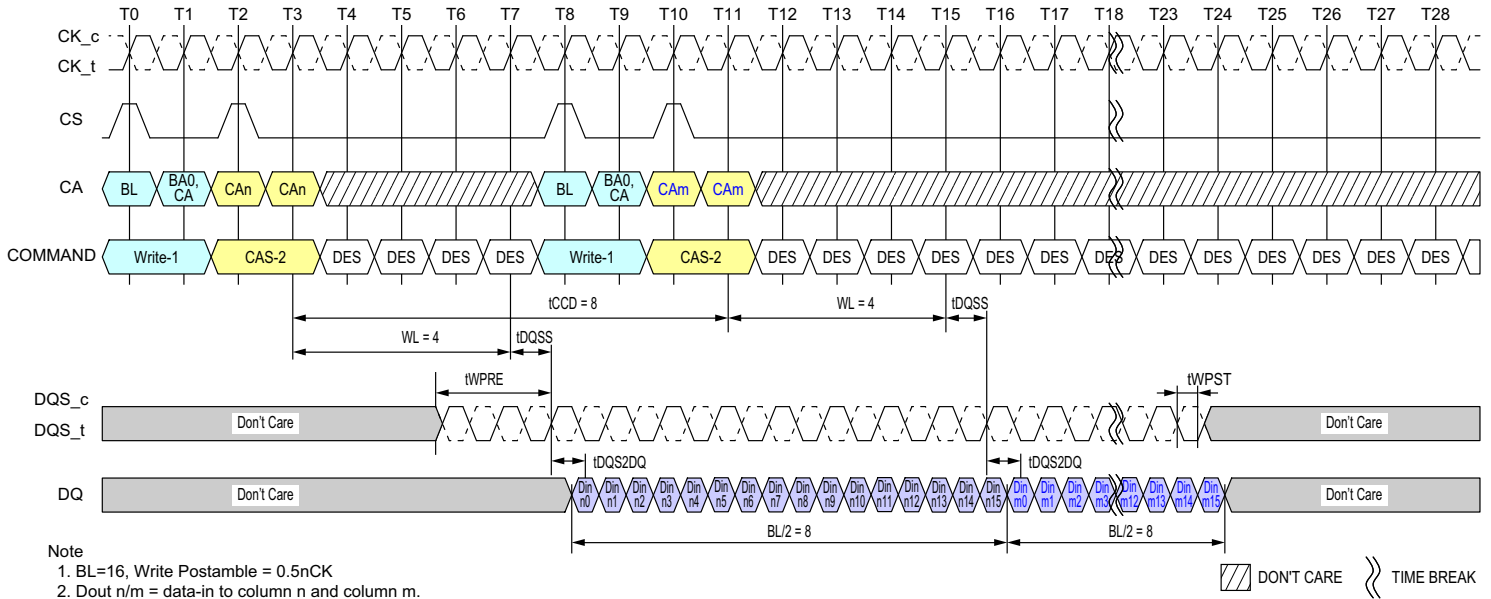 T0 T1 T2 T3 T4 T5 T6 T7 T8 T9 T10 T11 T12 T13 T14 T15 T16 T17 T18 T23 T24 T25 T26 T27 T28
CK_c
CK_t
CS
CA BL BA0, CA CAn CAn BL BA0, CA CAm CAm
COMMAND Write-1 CAS-2 DES DES DES DES Write-1 CAS-2 DES DES DES DES DES DES DES DES DES DES DES DES DES
tCCD = 8 WL = 4 tDQSS
WL = 4 tDQSS
tWPRE tWPST
DQS_c
DQS_t Don't Care Don't Care
tDQS2DQ tDQS2DQ
DQ Don't Care Din n0 Din n1 Din n2 Din n3 Din n4 Din n5 Din n6 Din n7 Din n8 Din n9 Din n10 Din n11 Din n12 Din n13 Din n14 Din n15 Din m0 Din m1 Din m2 Din m3 Din m12 Din m13 Din m14 Din m15 Don't Care
BL/2 = 8 BL/2 = 8
Note
1. BL=16, Write Postamble = 0.5nCK
2. Dout n/m = data-in to column n and column m.
DON'T CARE TIME BREAK